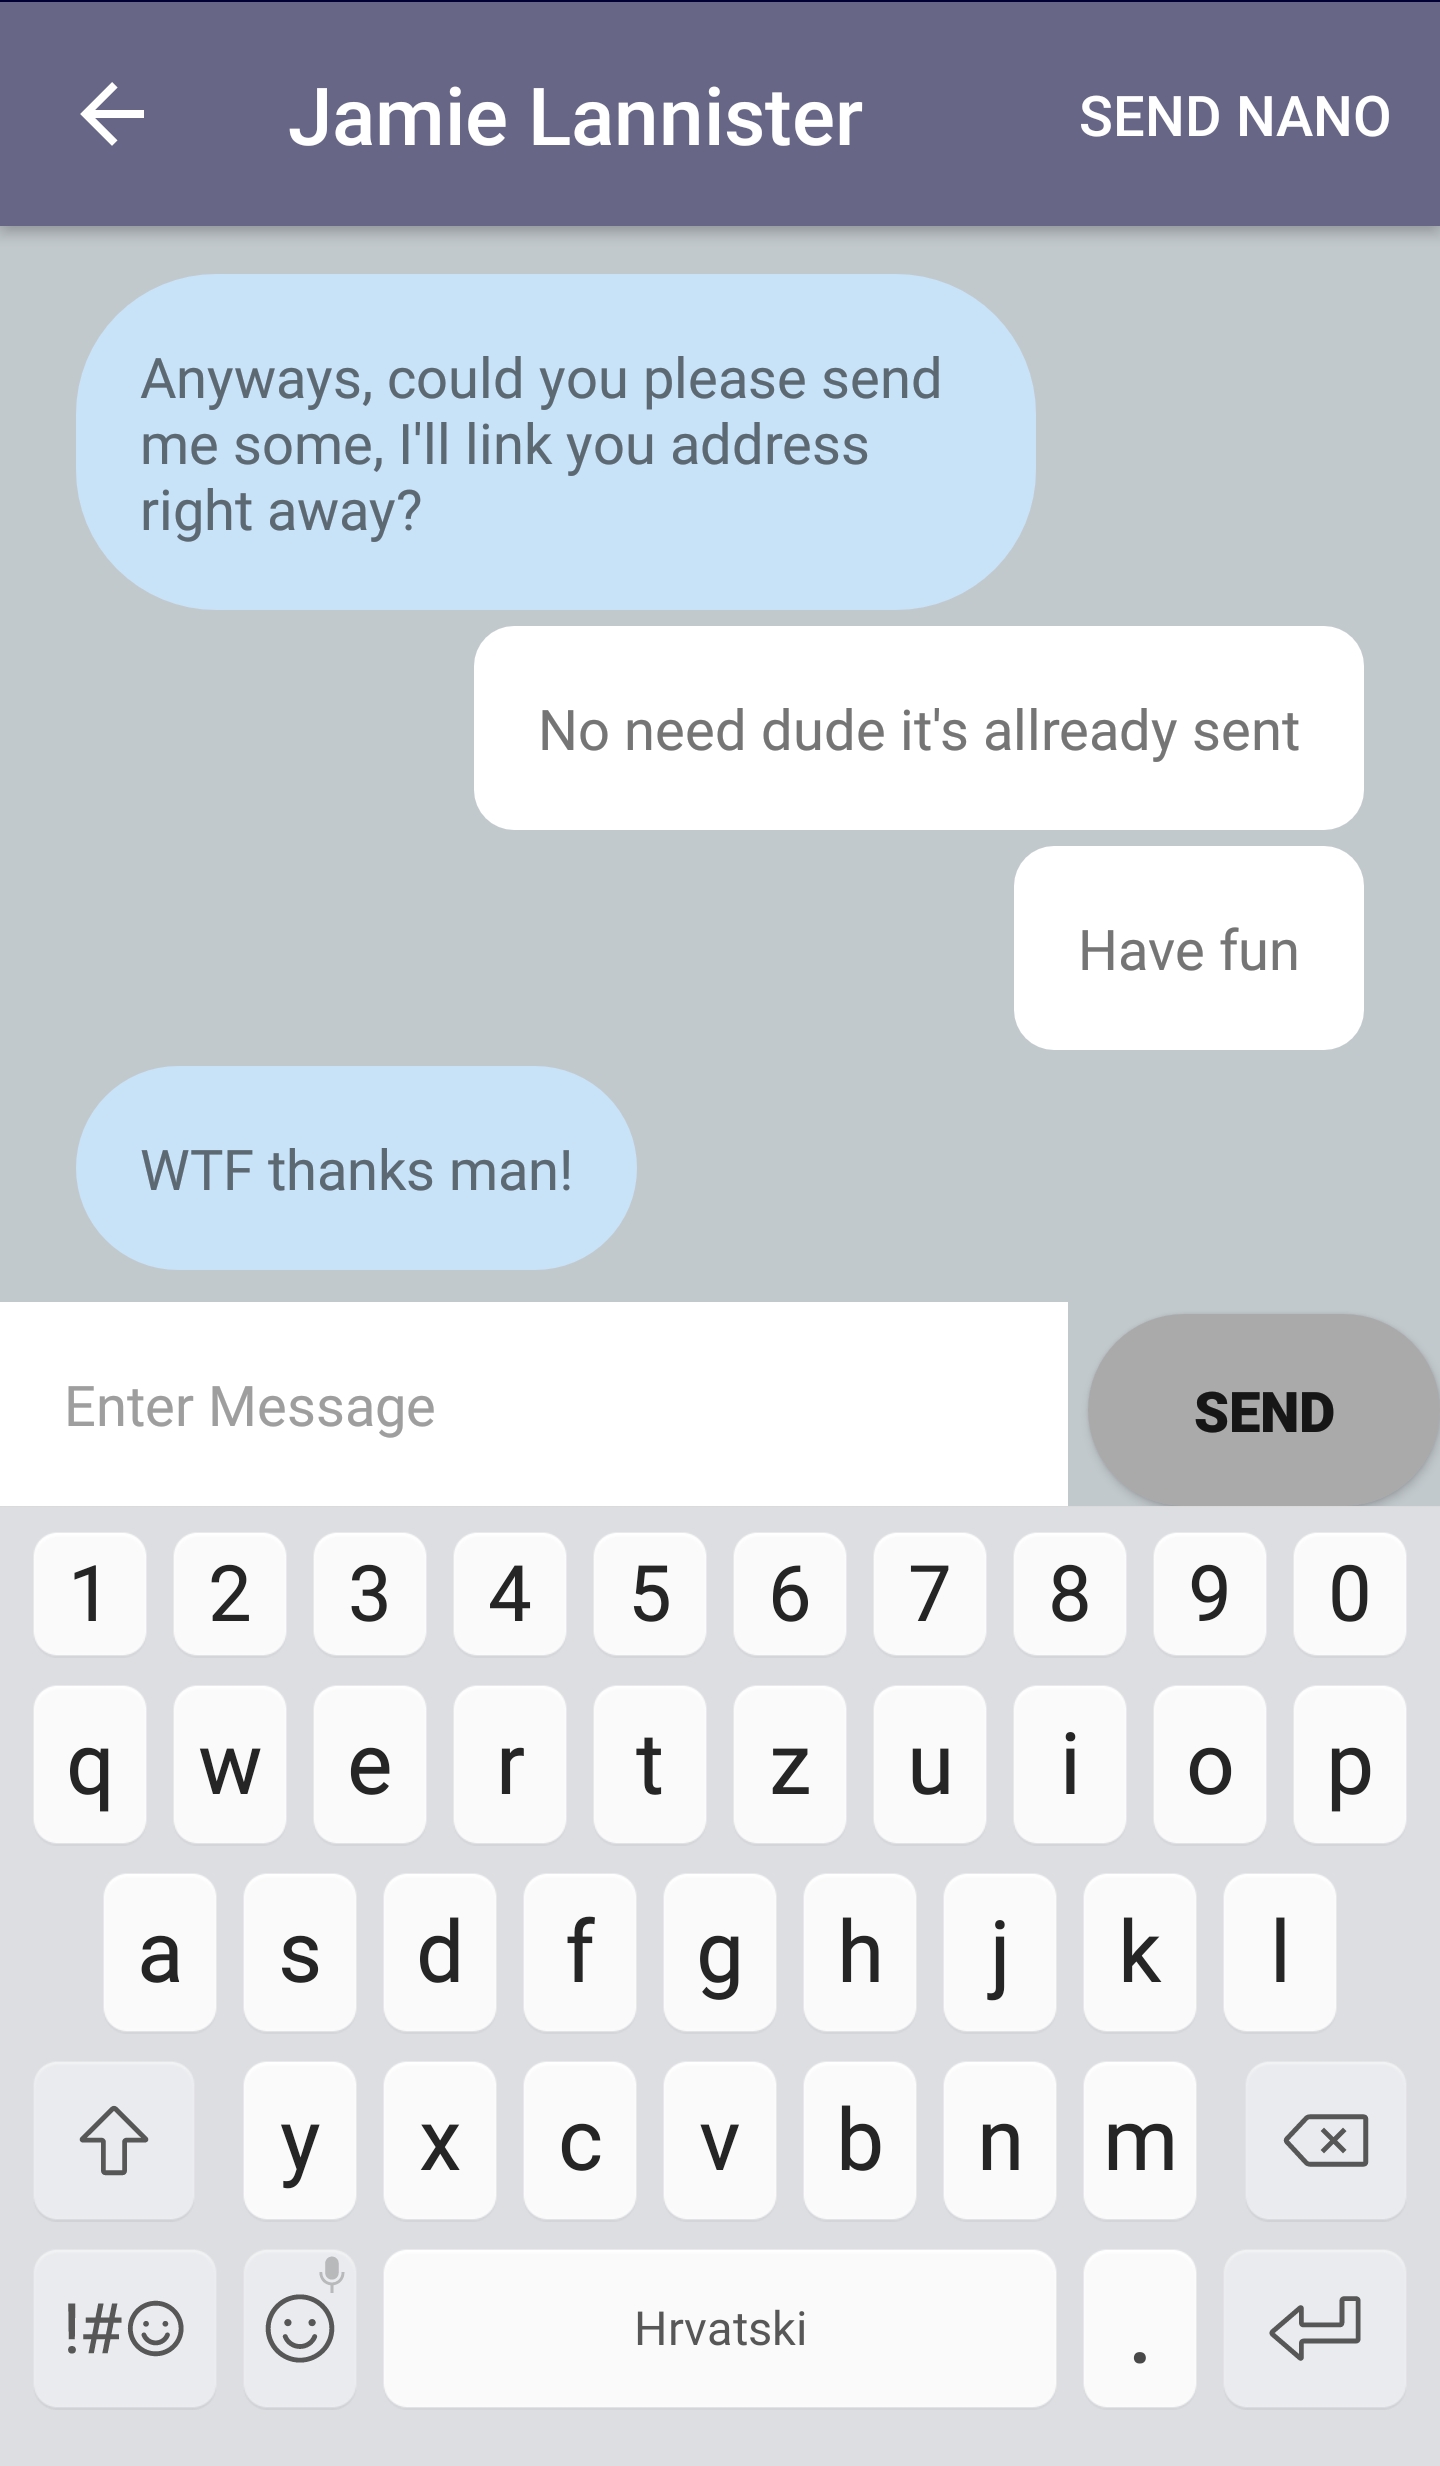 Jamie Lannister SEND NANO
Anyways, could you please send
me some, I'll link you address
right away?
No need dude it's allready sent
Have fun
WTF thanks man!
Enter Message SEND
1 2 3 4 5 6 7 8 9 0
q w e r t z u i o p
a s d f g h j k l
y x c v b n m
!#☺ Hrvatski .